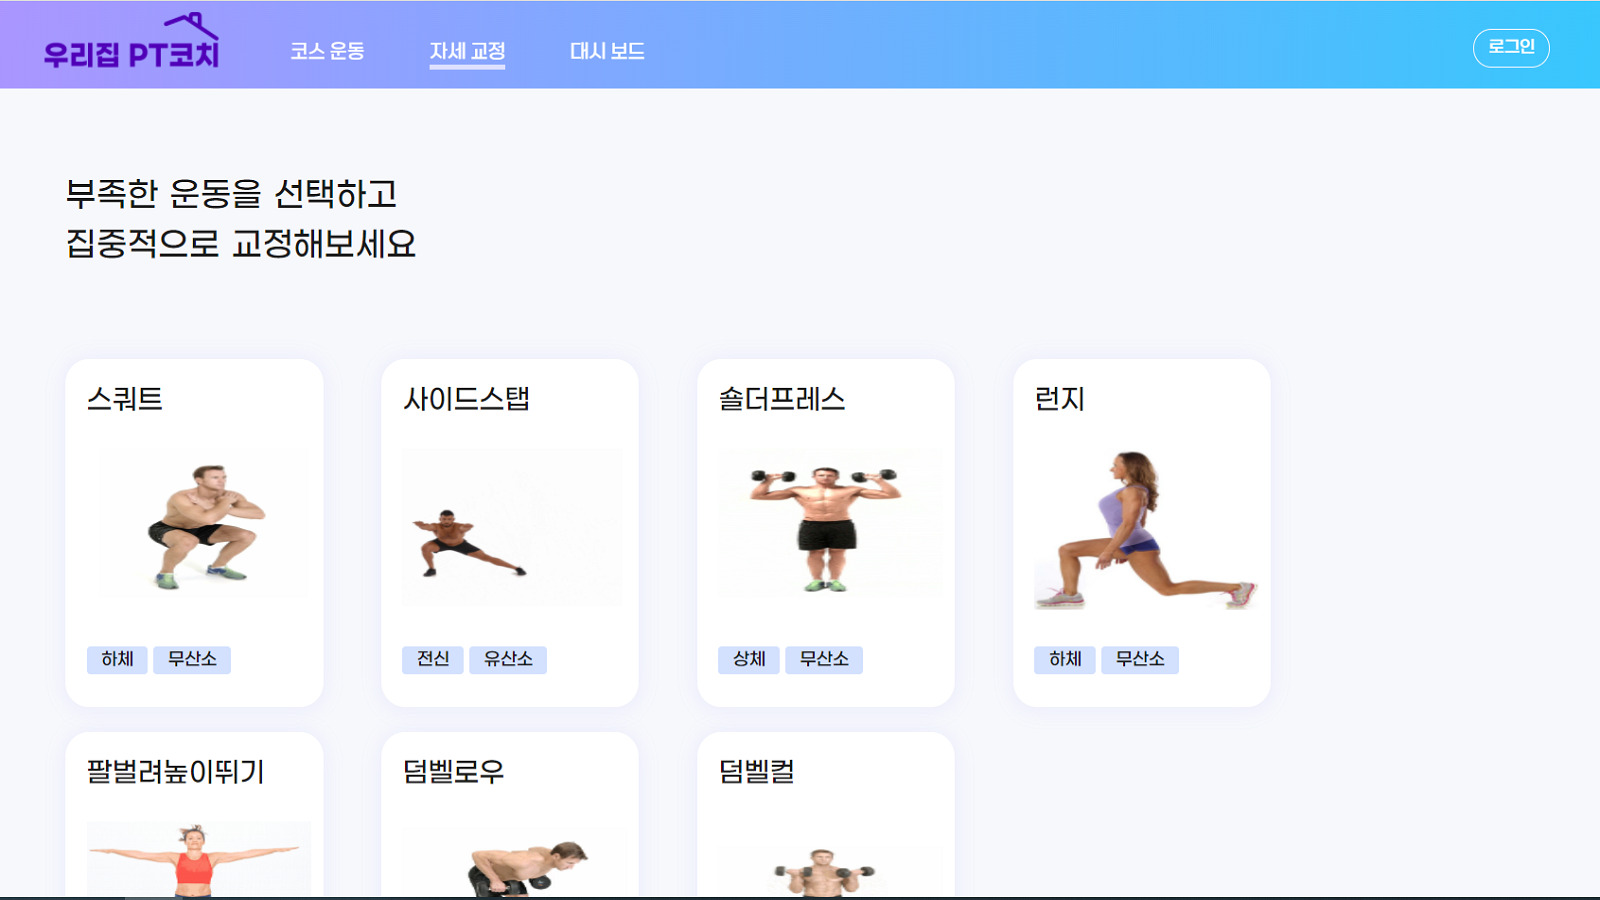 우리집 PT코치
코스 운동
자세 교정
대시 보드
로그인
부족한 운동을 선택하고
집중적으로 교정해보세요
스쿼트
사이드스탭
숄더프레스
런지
하체 무산소
전신 유산소
상체 무산소
하체 무산소
팔벌려높이뛰기
덤벨로우
덤벨컬